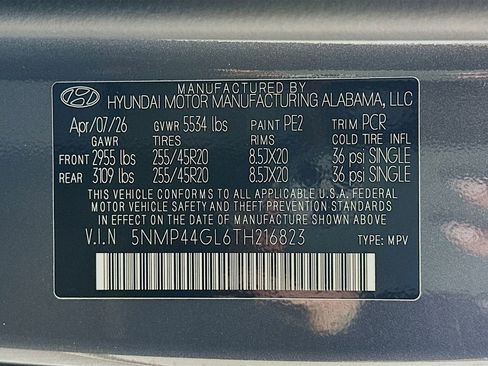 MANUFACTURED BY
HYUNDAI MOTOR MANUFACTURING ALABAMA, LLC
Apr/07/26 GVWR 5534 lbs PAINT PE2 TRIM PCR
GAWR TIRES RIMS COLD TIRE INFL
FRONT 2955 lbs 255/45R20 8.5JX20 36 psi SINGLE
REAR 3109 lbs 255/45R20 8.5JX20 36 psi SINGLE
THIS VEHICLE CONFORMS TO ALL APPLICABLE U.S.A. FEDERAL
MOTOR VEHICLE SAFETY AND THEFT PREVENTION STANDARDS
IN EFFECT ON THE DATE OF MANUFACTURE SHOWN ABOVE.
V.I.N 5NMP44GL6TH216823 TYPE: MPV